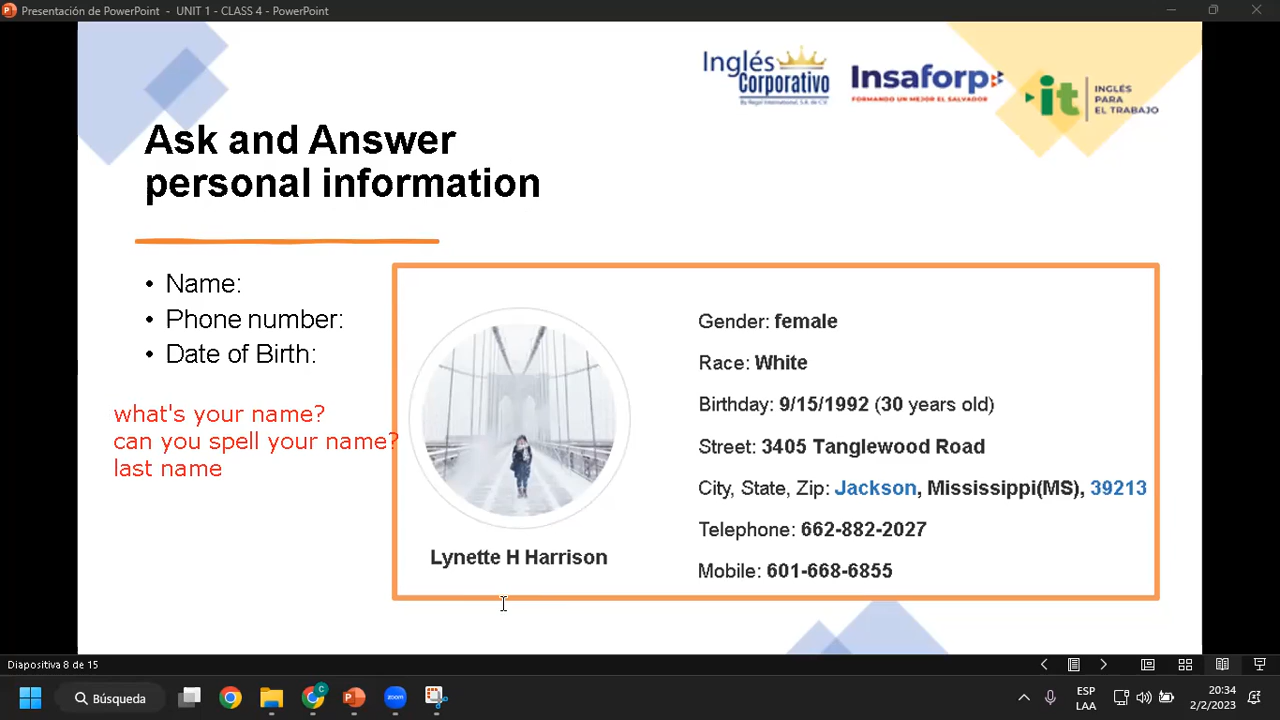 Presentación de PowerPoint - UNIT 1 - CLASS 4 - PowerPoint
Inglés
Corporativo
By Regal International, S.A. de C.V.
Insaforp
FORMANDO UN MEJOR EL SALVADOR
it
INGLÉS
PARA
EL TRABAJO
Ask and Answer
personal information
• Name:
• Phone number:
• Date of Birth:
what's your name?
can you spell your name?
last name
Lynette H Harrison
Gender: female
Race: White
Birthday: 9/15/1992 (30 years old)
Street: 3405 Tanglewood Road
City, State, Zip: Jackson, Mississippi(MS), 39213
Telephone: 662-882-2027
Mobile: 601-668-6855
Diapositiva 8 de 15
Búsqueda
C
zoom
ESP
LAA
20:34
2/2/2023